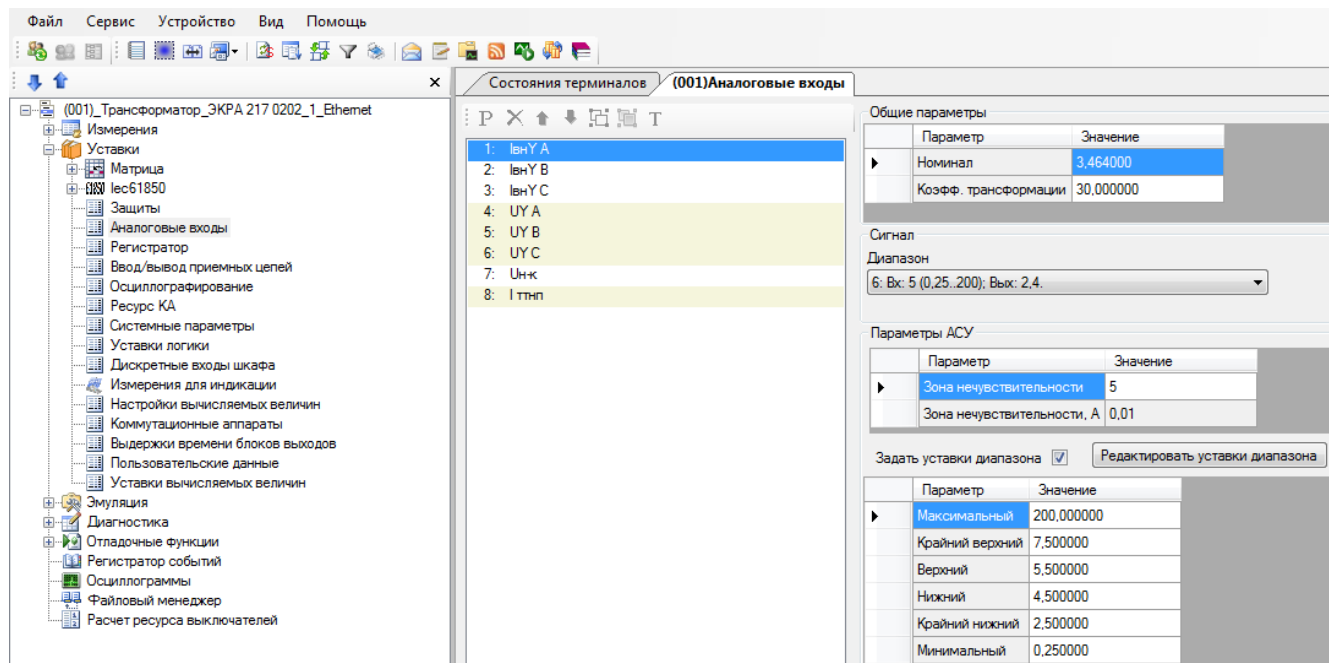 Файл Сервис Устройство Вид Помощь
Состояния терминалов (001)Аналоговые входы
(001)_Трансформатор_ЭКРА 217 0202_1_Ethernet
Измерения
Уставки
Матрица
Iec61850
Защиты
Аналоговые входы
Регистратор
Ввод/вывод приемных цепей
Осциллографирование
Ресурс КА
Системные параметры
Уставки логики
Дискретные входы шкафа
Измерения для индикации
Настройки вычисляемых величин
Коммутационные аппараты
Выдержки времени блоков выходов
Пользовательские данные
Уставки вычисляемых величин
Эмуляция
Диагностика
Отладочные функции
Регистратор событий
Осциллограммы
Файловый менеджер
Расчет ресурса выключателей
P T
1: IвнY A
2: IвнY B
3: IвнY C
4: UY A
5: UY B
6: UY C
7: Uн-к
8: I ттнп
Общие параметры
Параметр Значение
Номинал 3,464000
Коэфф. трансформации 30,000000
Сигнал
Диапазон
6: Вх: 5 (0,25..200); Вых: 2,4.
Параметры АСУ
Параметр Значение
Зона нечувствительности 5
Зона нечувствительности, А 0,01
Задать уставки диапазона Редактировать уставки диапазона
Параметр Значение
Максимальный 200,000000
Крайний верхний 7,500000
Верхний 5,500000
Нижний 4,500000
Крайний нижний 2,500000
Минимальный 0,250000